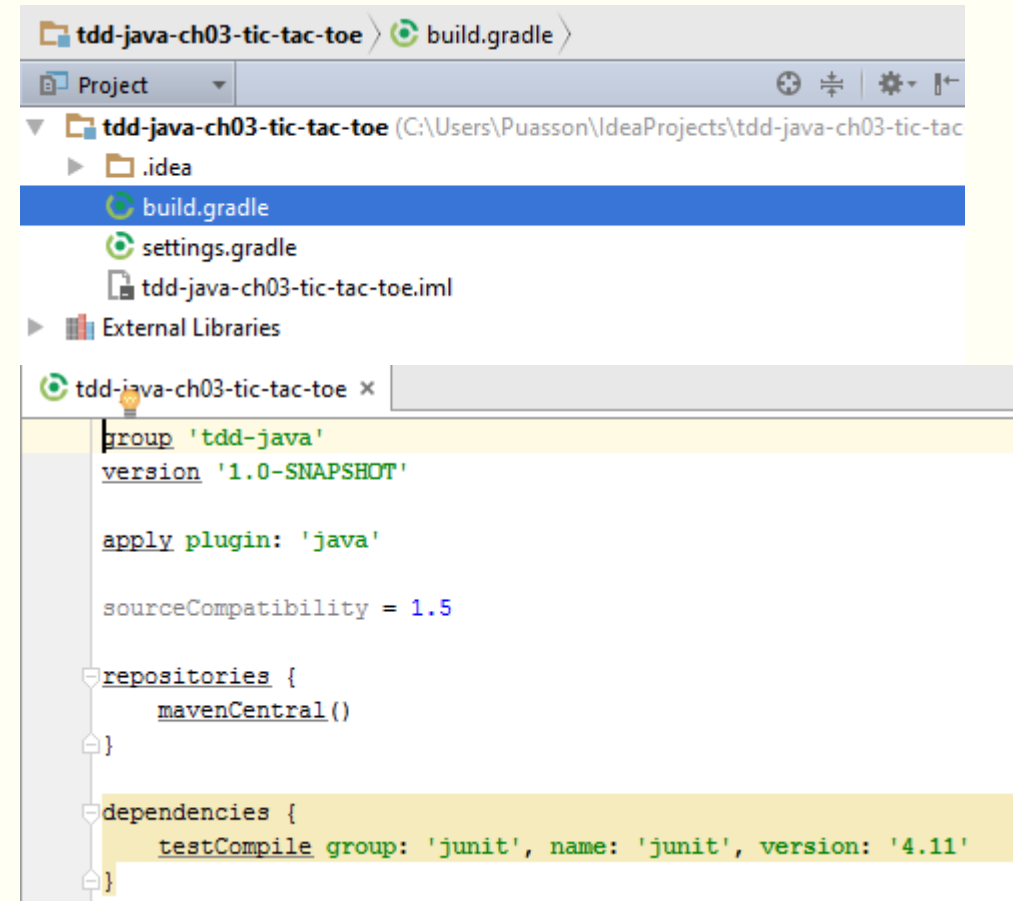 tdd-java-ch03-tic-tac-toe build.gradle
Project
tdd-java-ch03-tic-tac-toe (C:\Users\Puasson\IdeaProjects\tdd-java-ch03-tic-tac
.idea
build.gradle
settings.gradle
tdd-java-ch03-tic-tac-toe.iml
External Libraries
tdd-java-ch03-tic-tac-toe ×
group 'tdd-java'
version '1.0-SNAPSHOT'
apply plugin: 'java'
sourceCompatibility = 1.5
repositories {
    mavenCentral()
}
dependencies {
    testCompile group: 'junit', name: 'junit', version: '4.11'
}